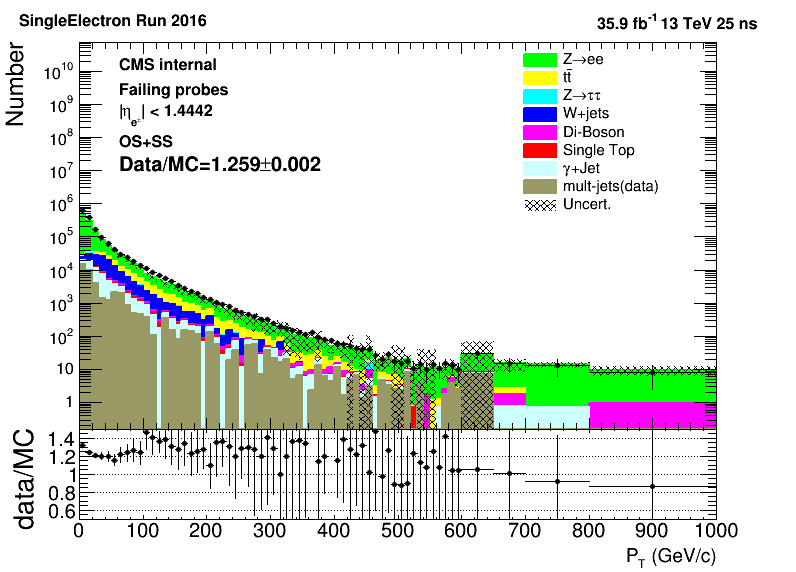 SingleElectron Run 2016
35.9 fb⁻¹ 13 TeV 25 ns
Number
CMS internal
Failing probes
|η_e±| < 1.4442
OS+SS
Data/MC=1.259±0.002
Z→ee
tt̄
Z→ττ
W+jets
Di-Boson
Single Top
γ+Jet
mult-jets(data)
Uncert.
10¹⁰
10⁹
10⁸
10⁷
10⁶
10⁵
10⁴
10³
10²
10
1
data/MC
1.4
1.2
1
0.8
0.6
0 100 200 300 400 500 600 700 800 900 1000
P_T (GeV/c)